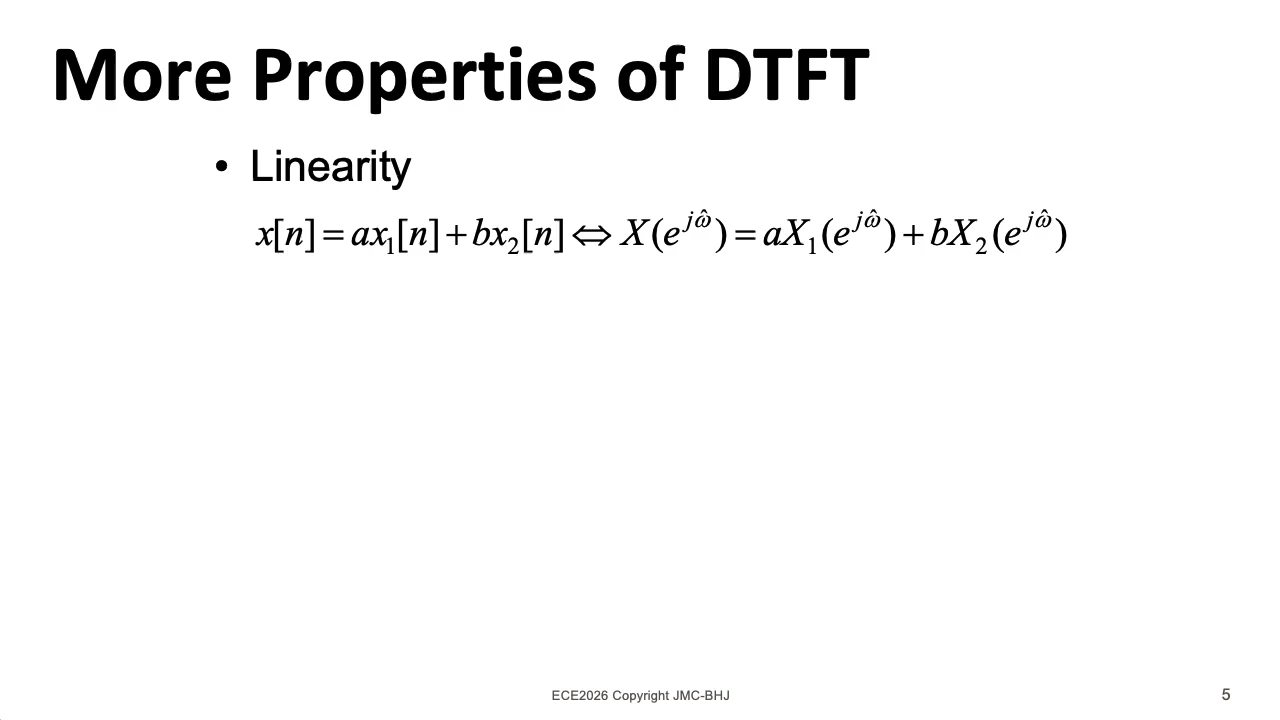 More Properties of DTFT
• Linearity
x[n] = ax₁[n] + bx₂[n] ⇔ X(e^{jω̂}) = aX₁(e^{jω̂}) + bX₂(e^{jω̂})
ECE2026 Copyright JMC-BHJ
5